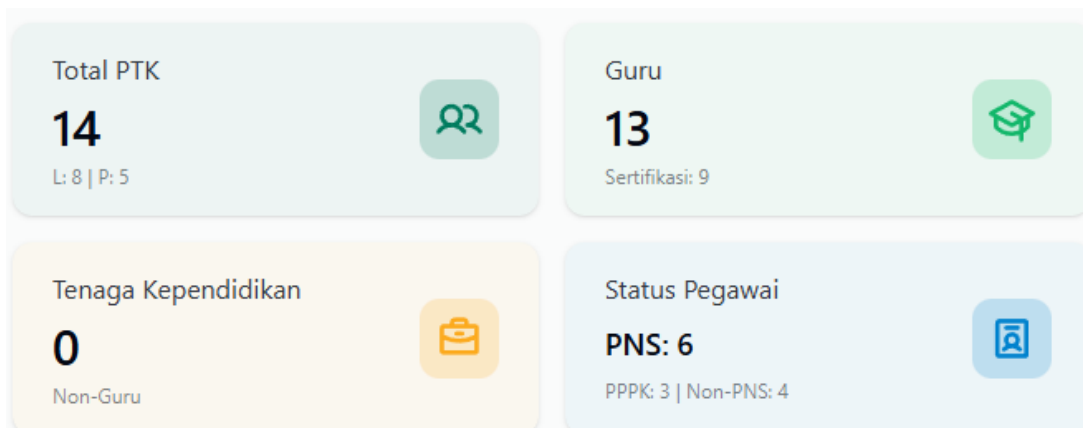 Total PTK
14
L: 8 | P: 5
Guru
13
Sertifikasi: 9
Tenaga Kependidikan
0
Non-Guru
Status Pegawai
PNS: 6
PPPK: 3 | Non-PNS: 4